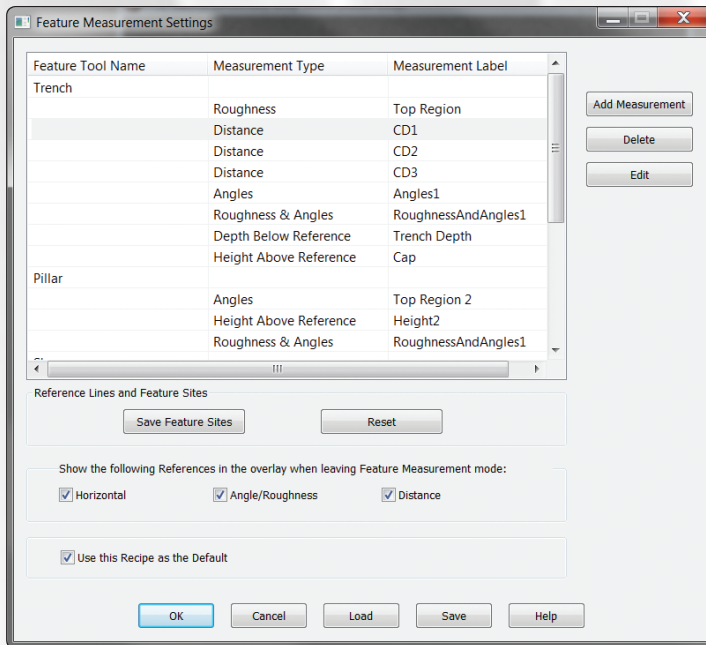 Feature Measurement Settings
Feature Tool Name Measurement Type Measurement Label
Trench
Roughness Top Region
Distance CD1
Distance CD2
Distance CD3
Angles Angles1
Roughness & Angles RoughnessAndAngles1
Depth Below Reference Trench Depth
Height Above Reference Cap
Pillar
Angles Top Region 2
Height Above Reference Height2
Roughness & Angles RoughnessAndAngles1
Add Measurement
Delete
Edit
Reference Lines and Feature Sites
Save Feature Sites Reset
Show the following References in the overlay when leaving Feature Measurement mode:
Horizontal Angle/Roughness Distance
Use this Recipe as the Default
OK Cancel Load Save Help